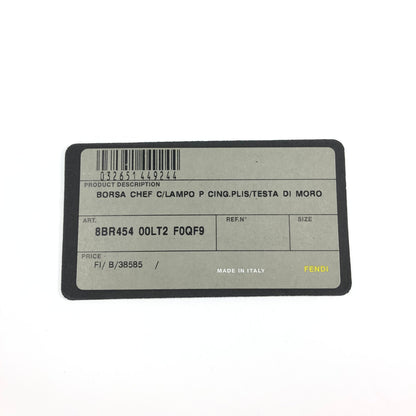 032651449244
PRODUCT DESCRIPTION
BORSA CHEF C/LAMPO P CING.PLIS/TESTA DI MORO
ART. REF.N° SIZE
8BR454 00LT2 F0QF9
PRICE
FI/ B/38585 /
MADE IN ITALY FENDI